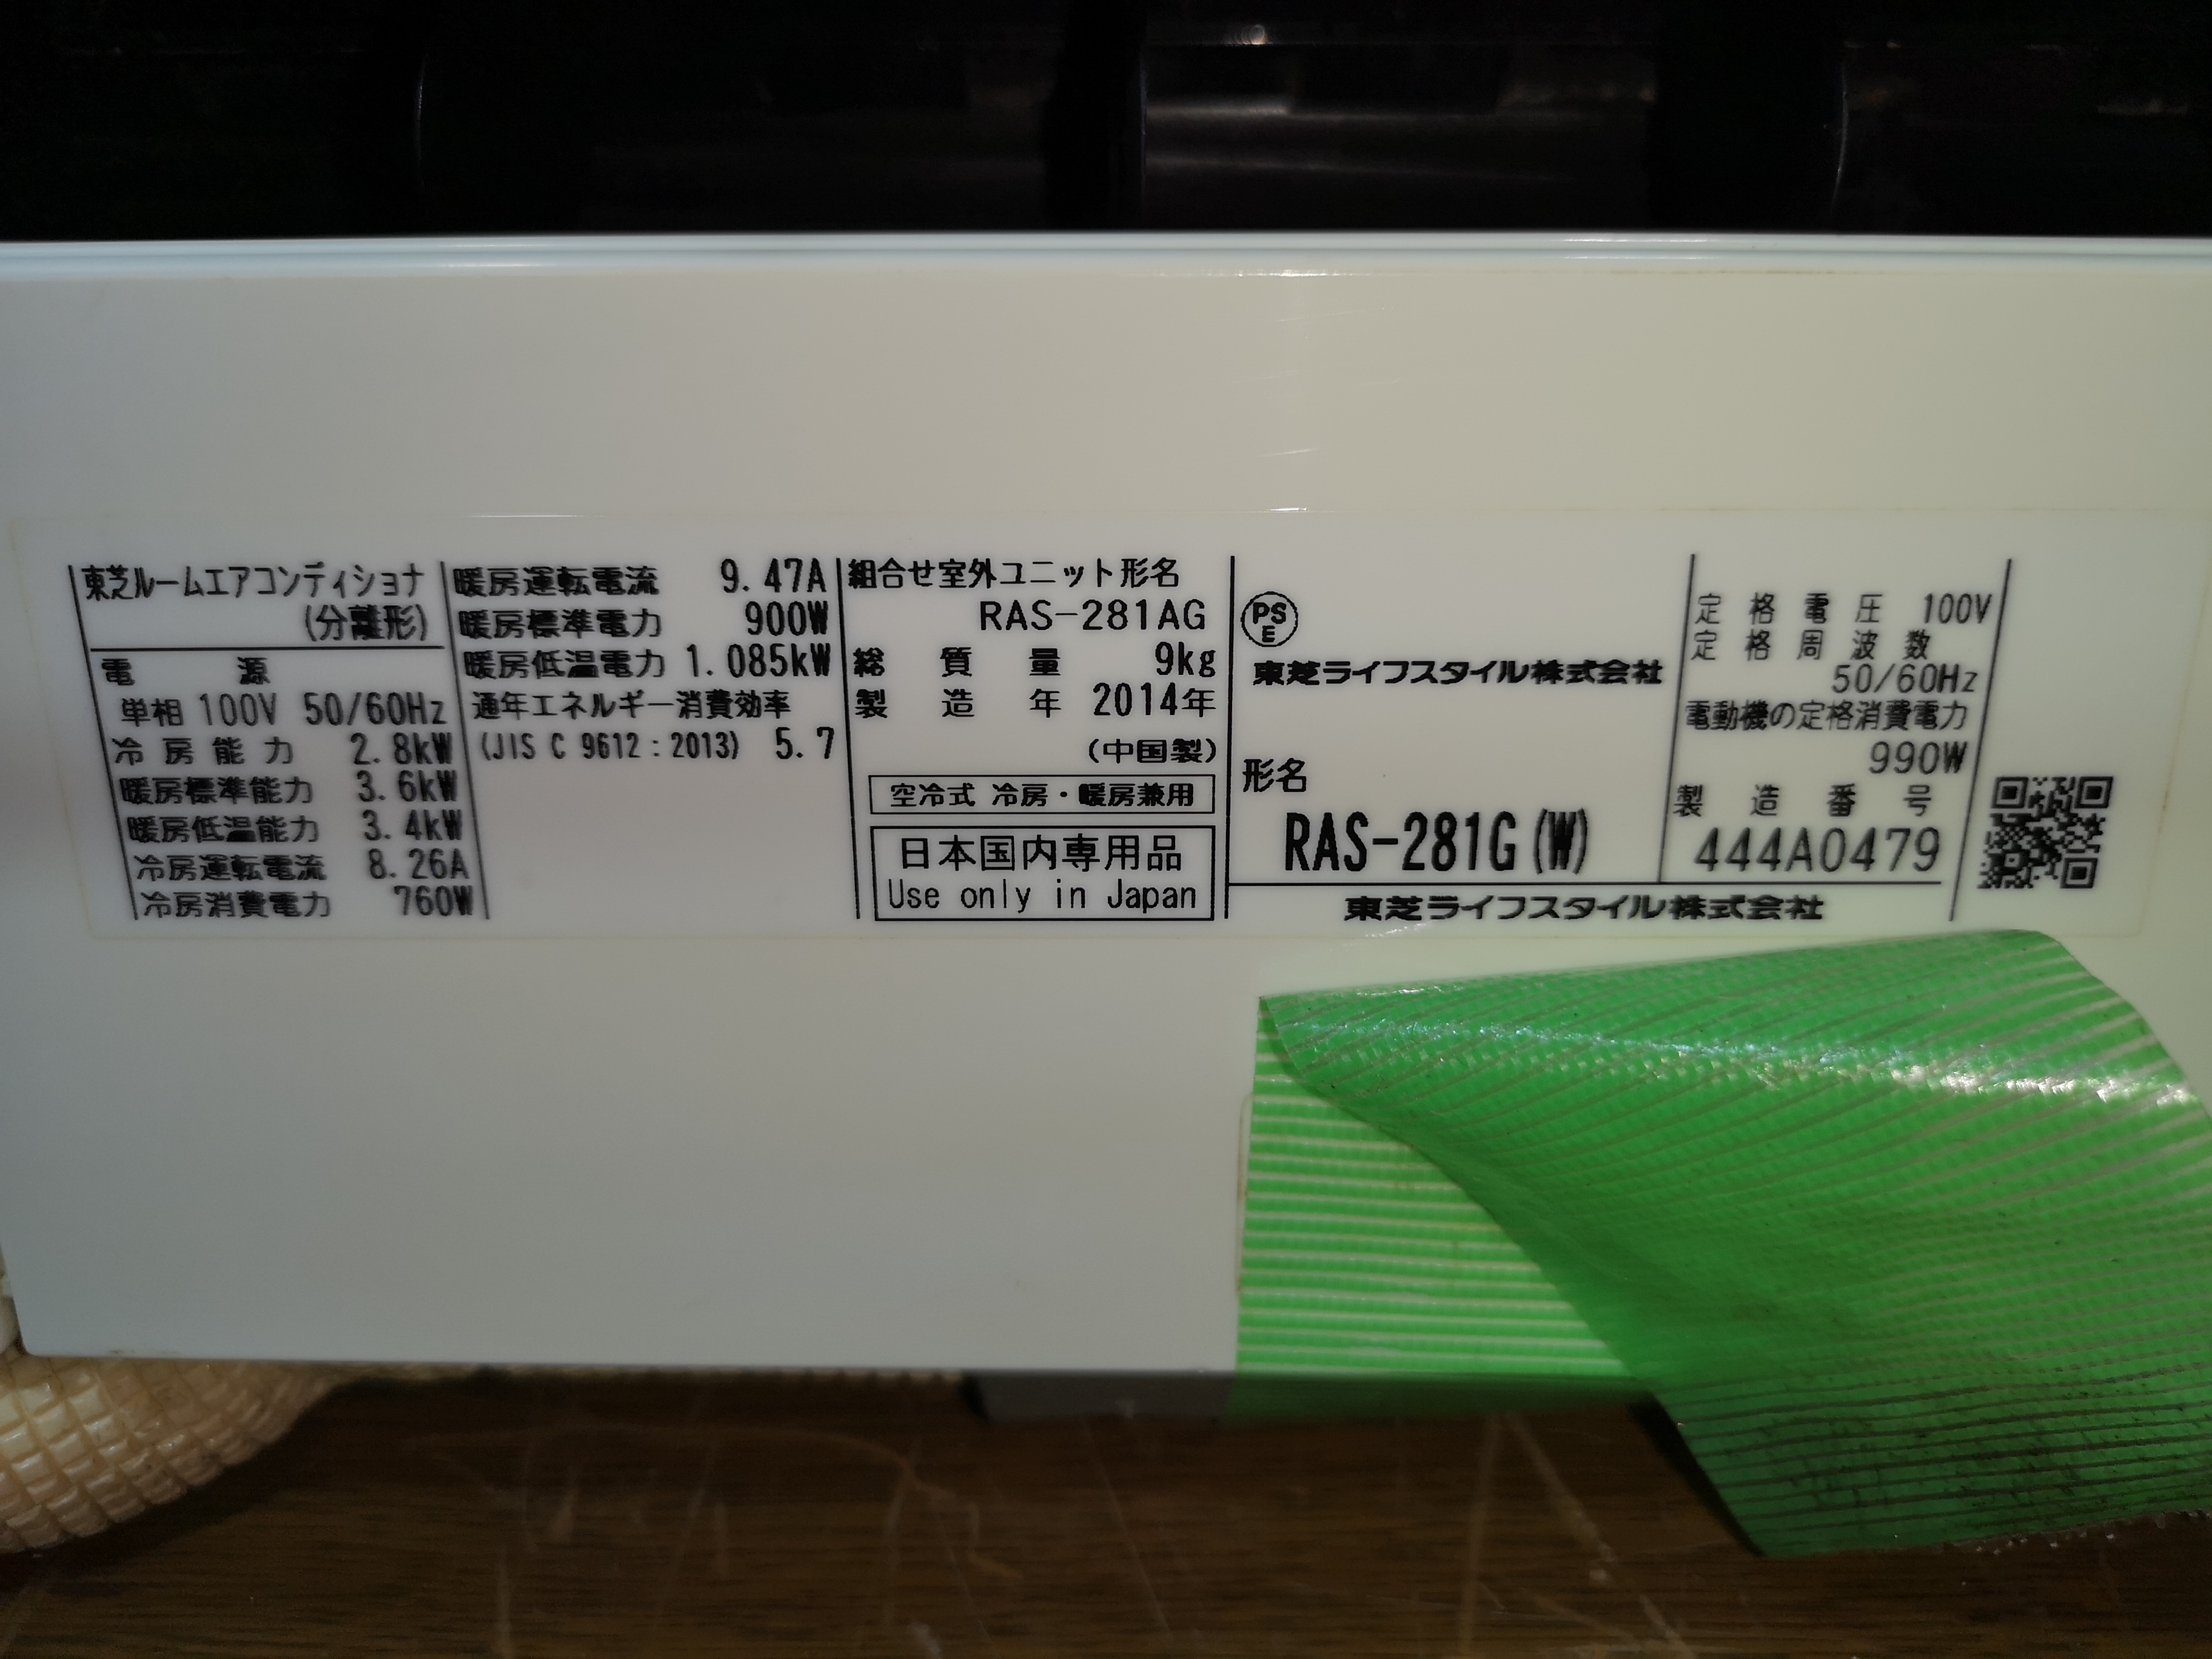 東芝ルームエアコンディショナ
(分離形)
電 源
単相 100V 50/60Hz
冷房能力 2.8kW
暖房標準能力 3.6kW
暖房低温能力 3.4kW
冷房運転電流 8.26A
冷房消費電力 760W
暖房運転電流 9.47A
暖房標準電力 900W
暖房低温電力 1.085kW
通年エネルギー消費効率
(JIS C 9612:2013) 5.7
組合せ室外ユニット形名
RAS-281AG
総質量 9kg
製造年 2014年
(中国製)
空冷式 冷房・暖房兼用
日本国内専用品
Use only in Japan
PS
E
東芝ライフスタイル株式会社
形名
RAS-281G(W)
定格電圧 100V
定格周波数
50/60Hz
電動機の定格消費電力
990W
製造番号
444A0479
東芝ライフスタイル株式会社